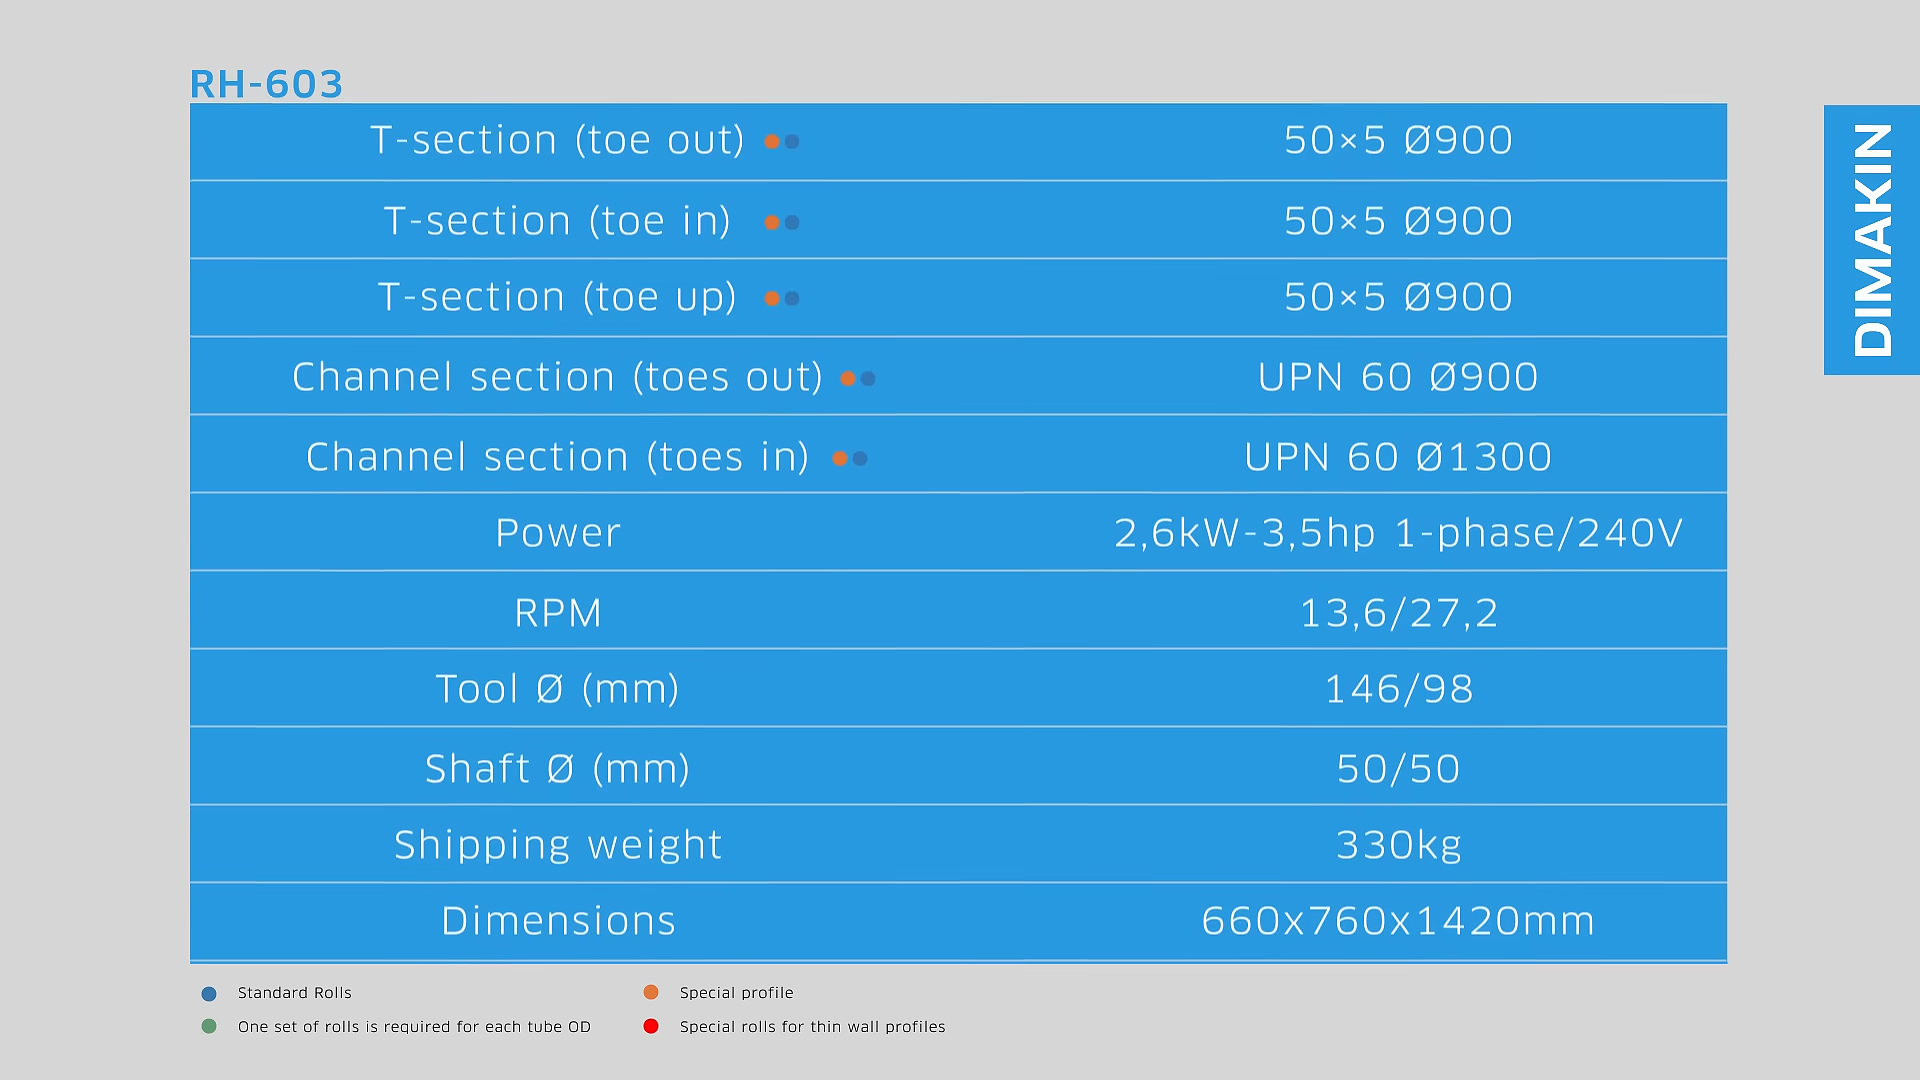 RH-603
T-section (toe out) 50×5 Ø900
T-section (toe in) 50×5 Ø900
T-section (toe up) 50×5 Ø900
Channel section (toes out) UPN 60 Ø900
Channel section (toes in) UPN 60 Ø1300
Power 2,6kW-3,5hp 1-phase/240V
RPM 13,6/27,2
Tool Ø (mm) 146/98
Shaft Ø (mm) 50/50
Shipping weight 330kg
Dimensions 660x760x1420mm
Standard Rolls
Special profile
One set of rolls is required for each tube OD
Special rolls for thin wall profiles
DIMAKIN